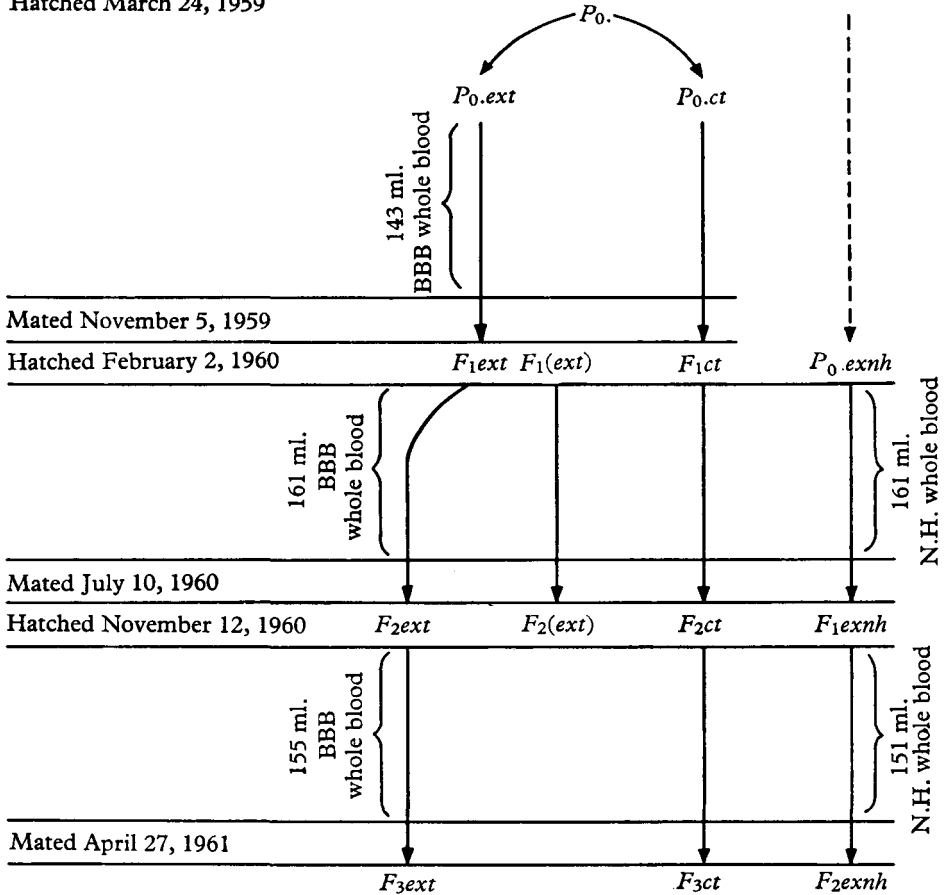 Hatched March 24, 1959
P₀.
P₀.ext P₀.ct
143 ml.
BBB whole blood
Mated November 5, 1959
Hatched February 2, 1960 F₁ext F₁(ext) F₁ct P₀.exnh
161 ml.
BBB
whole blood
161 ml.
N.H. whole blood
Mated July 10, 1960
Hatched November 12, 1960 F₂ext F₂(ext) F₂ct F₁exnh
155 ml.
BBB
whole blood
151 ml.
N.H. whole blood
Mated April 27, 1961
F₃ext F₃ct F₂exnh